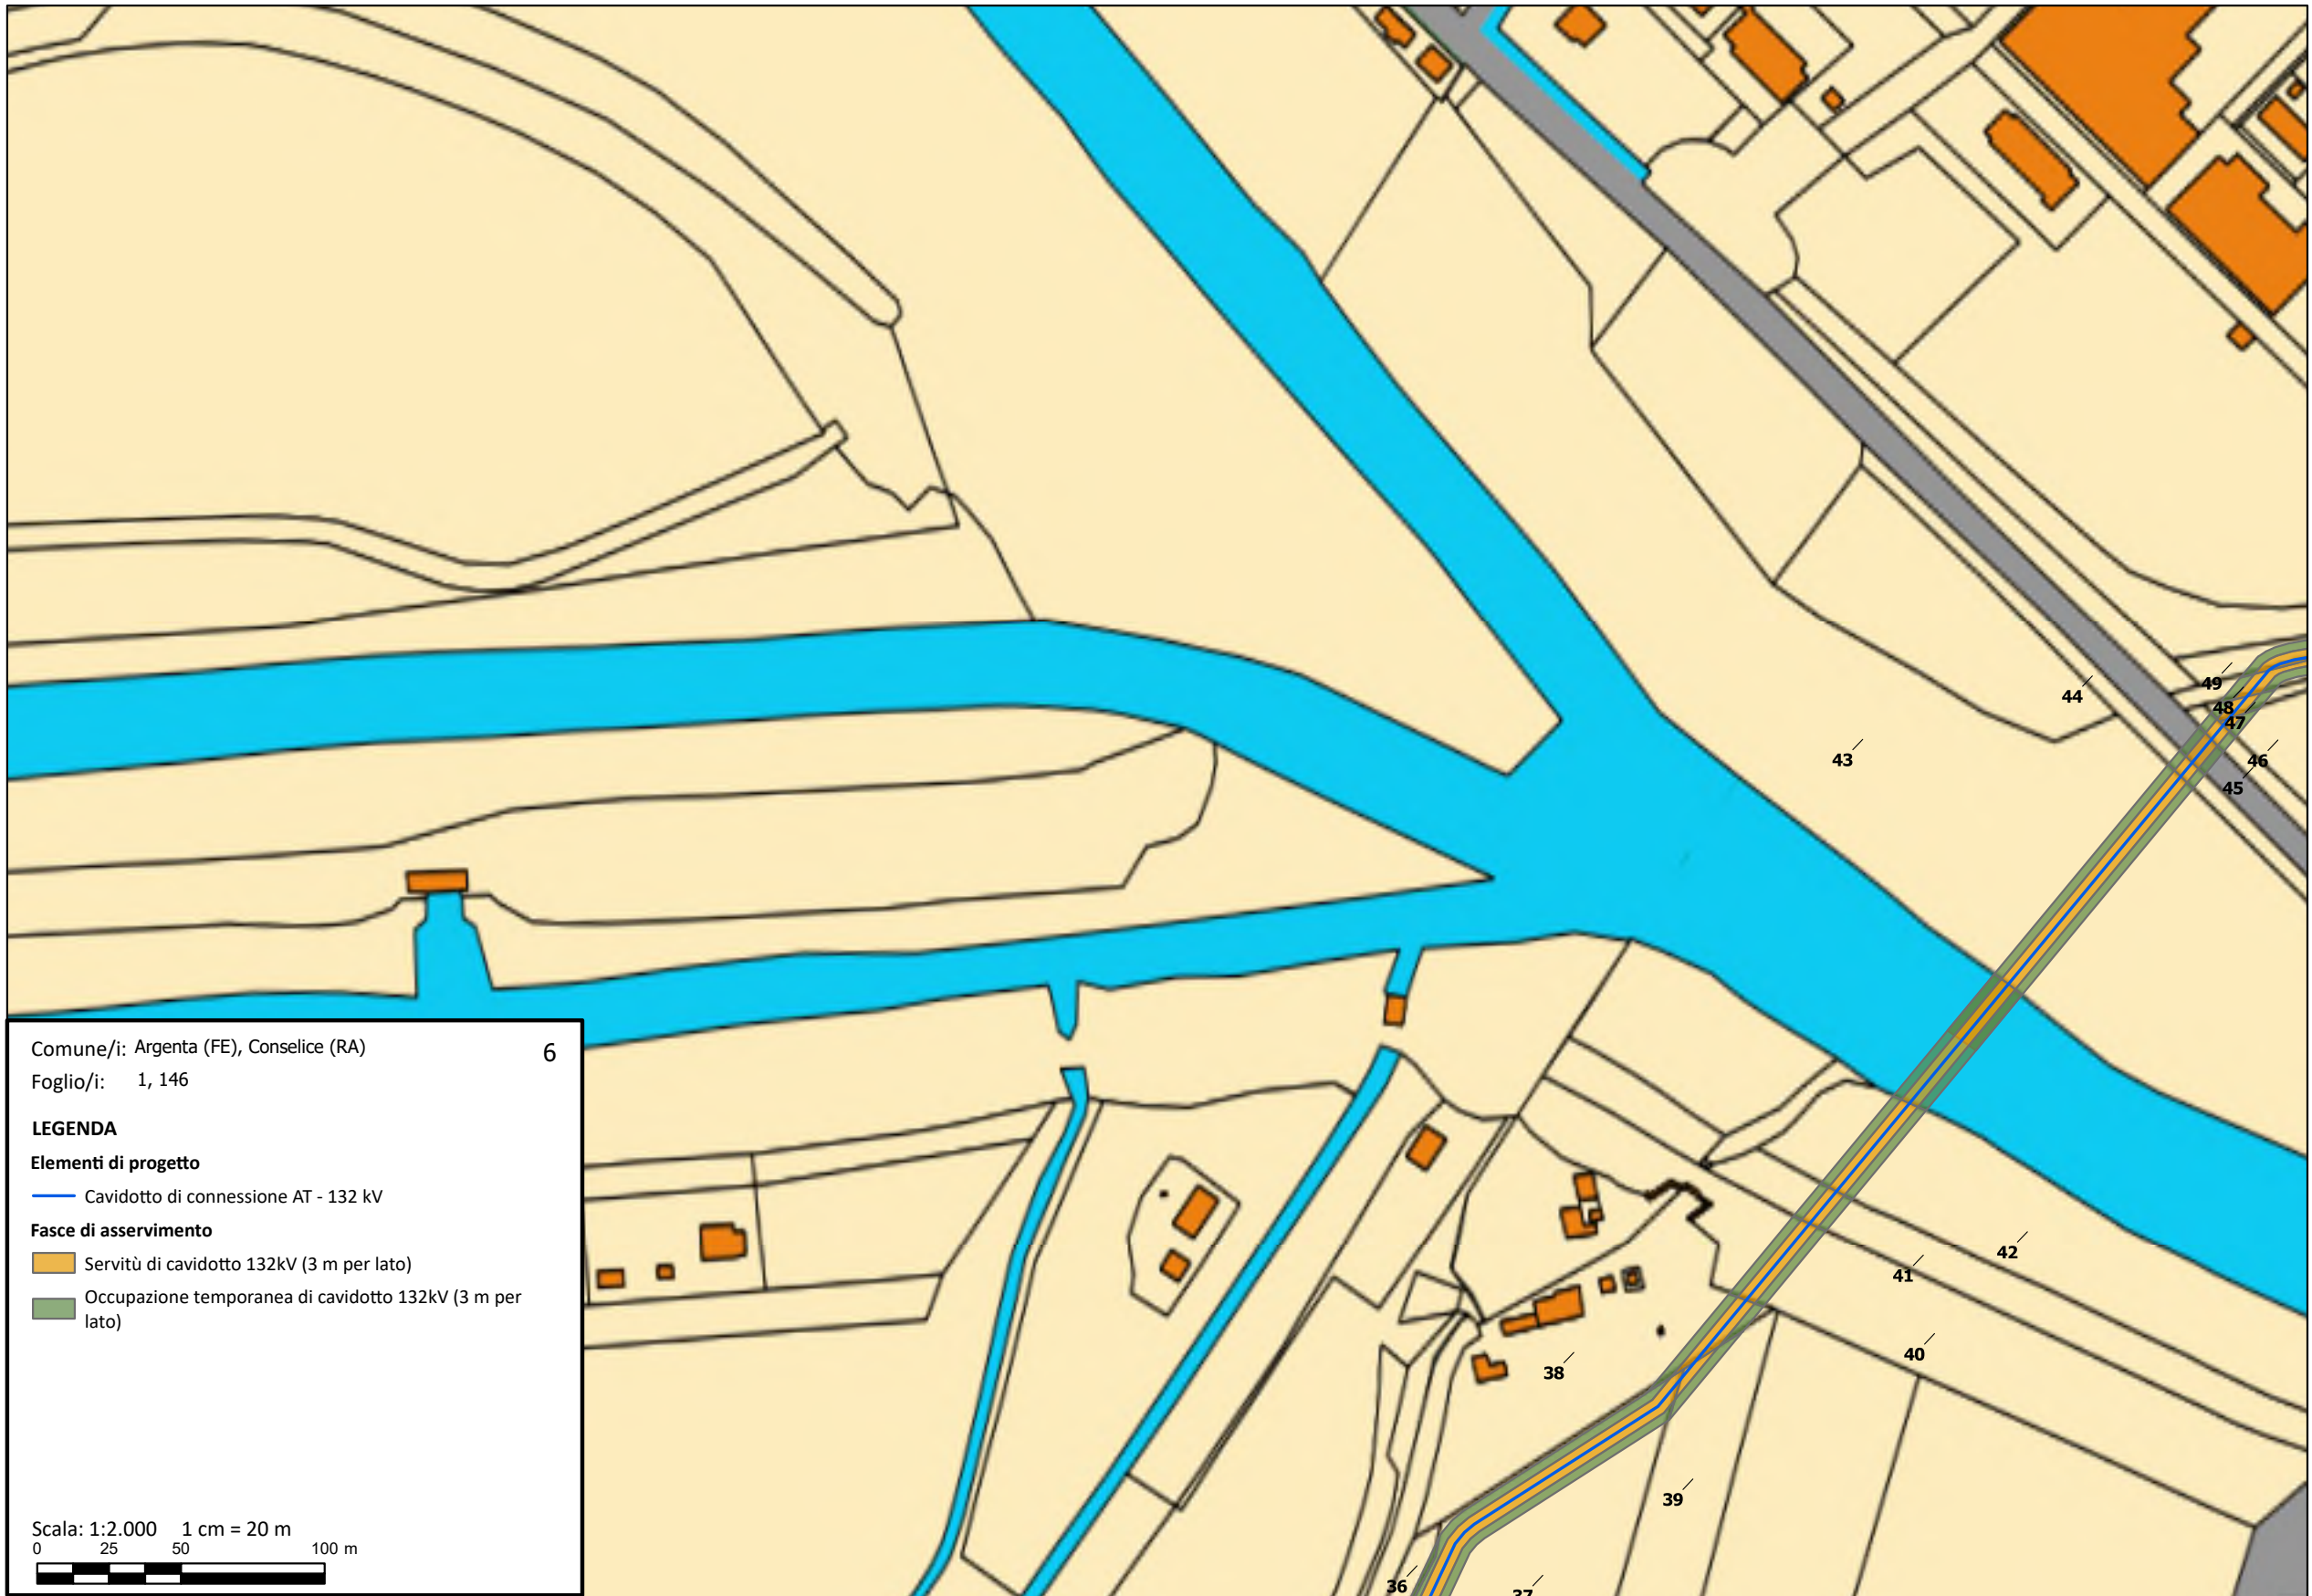 44
49
48
47
43
46
45
Comune/i: Argenta (FE), Conselice (RA)
6
Foglio/i: 1, 146
LEGENDA
Elementi di progetto
Cavidotto di connessione AT - 132 kV
Fasce di asservimento
Servitù di cavidotto 132kV (3 m per lato)
Occupazione temporanea di cavidotto 132kV (3 m per
lato)
42
41
40
38
39
36
37
Scala: 1:2.000 1 cm = 20 m
0 25 50 100 m